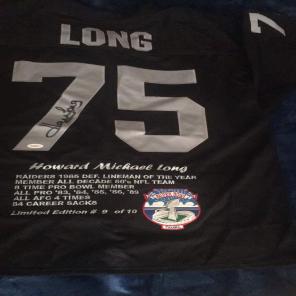 LONG
75
7
Howard Michael Long
RAIDERS 1985 DEF. LINEMAN OF THE YEAR
MEMBER ALL DECADE 80's NFL TEAM
8 TIME PRO BOWL MEMBER
ALL PRO '83, '84, '85, '86, '89
ALL AFC 4 TIMES
84 CAREER SACKS
Limited Edition # 9 of 10
TAMPA